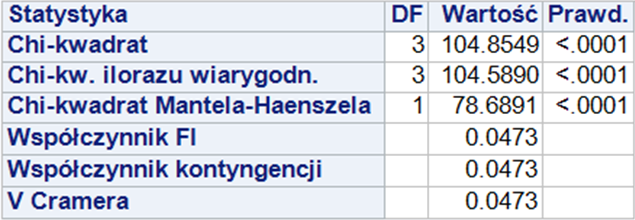 Statystyka DF Wartość Prawd.
Chi-kwadrat 3 104.8549 <.0001
Chi-kw. ilorazu wiarygodn. 3 104.5890 <.0001
Chi-kwadrat Mantela-Haenszela 1 78.6891 <.0001
Współczynnik FI 0.0473
Współczynnik kontyngencji 0.0473
V Cramera 0.0473